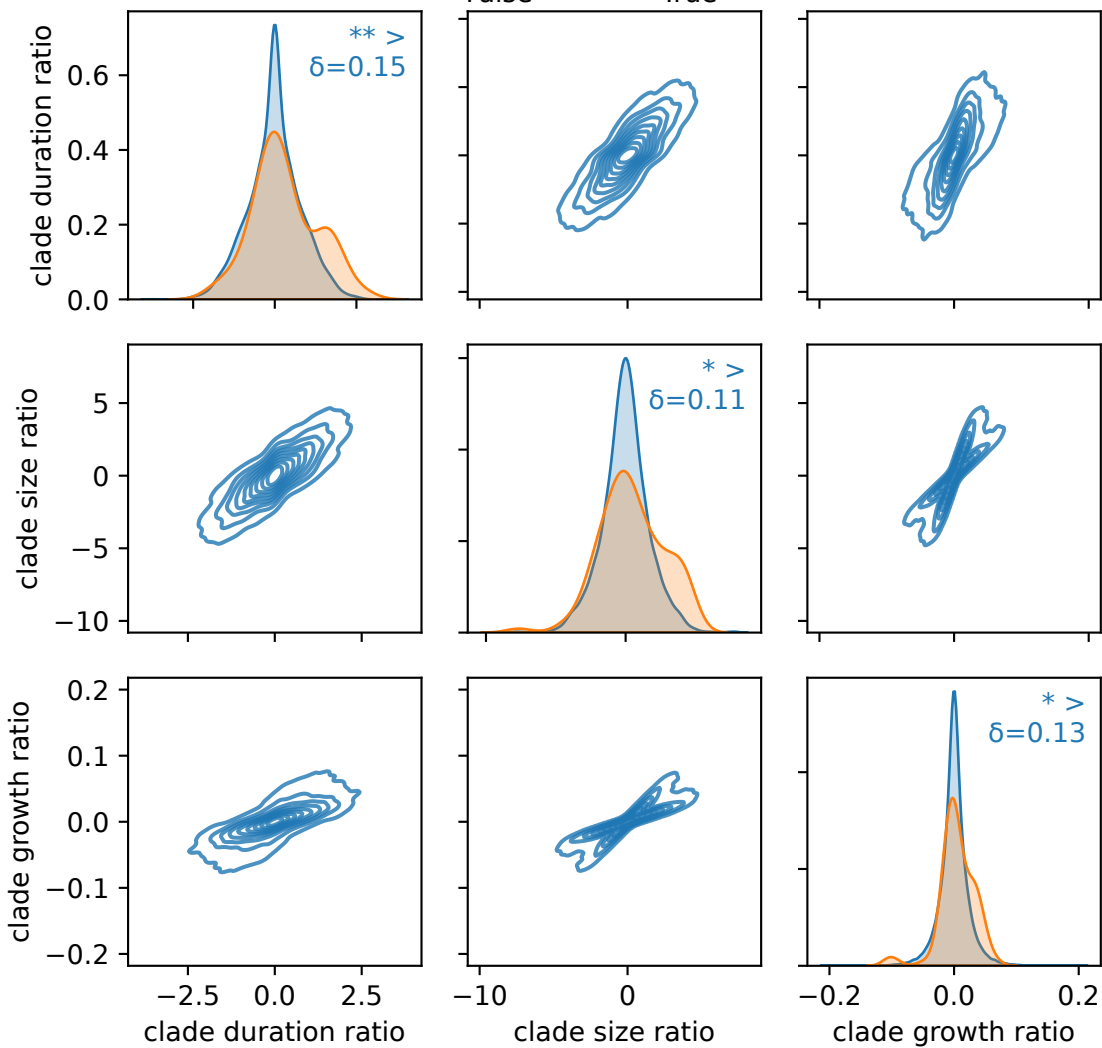 False True
clade duration ratio
0.6
0.4
0.2
0.0
** >
δ=0.15
clade size ratio
5
0
−5
−10
* >
δ=0.11
clade growth ratio
0.2
0.1
0.0
−0.1
−0.2
* >
δ=0.13
−2.5 0.0 2.5
−10 0
−0.2 0.0 0.2
clade duration ratio
clade size ratio
clade growth ratio